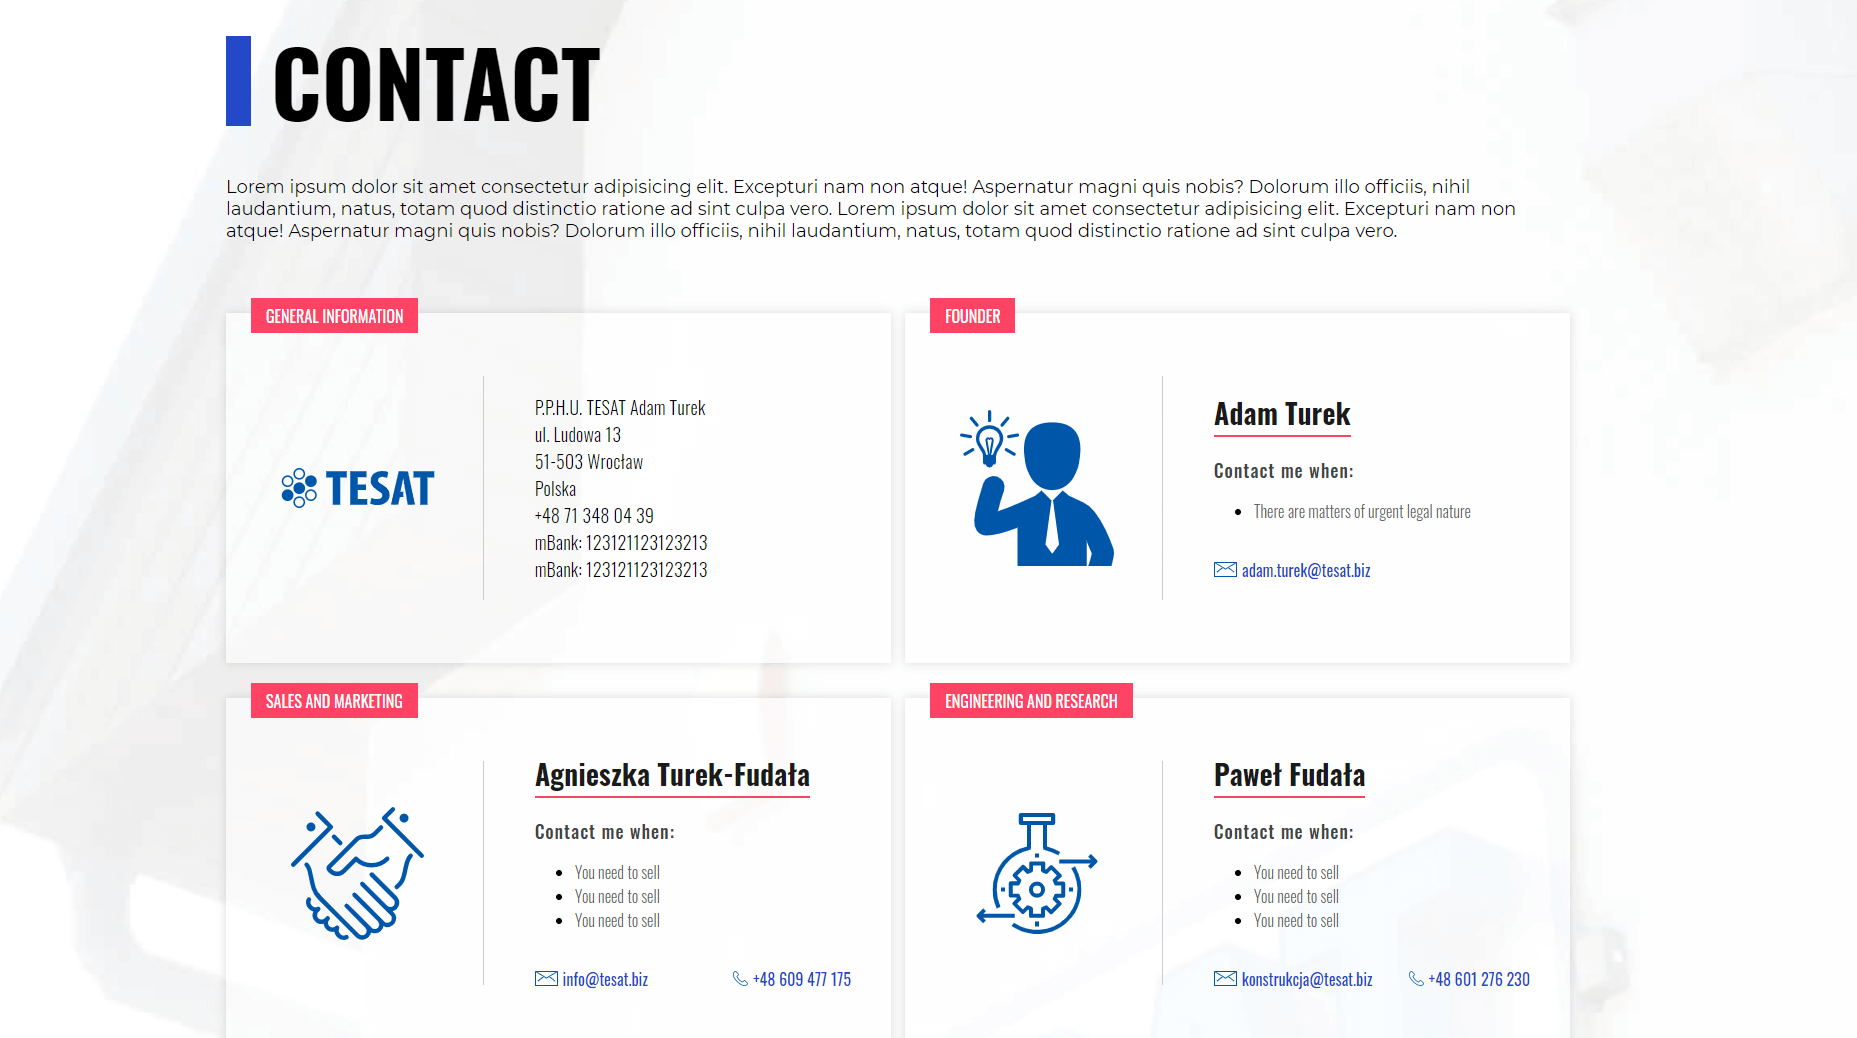 CONTACT
Lorem ipsum dolor sit amet consectetur adipisicing elit. Excepturi nam non atque! Aspernatur magni quis nobis? Dolorum illo officiis, nihil
laudantium, natus, totam quod distinctio ratione ad sint culpa vero. Lorem ipsum dolor sit amet consectetur adipisicing elit. Excepturi nam non
atque! Aspernatur magni quis nobis? Dolorum illo officiis, nihil laudantium, natus, totam quod distinctio ratione ad sint culpa vero.
GENERAL INFORMATION
TESAT
P.P.H.U. TESAT Adam Turek
ul. Ludowa 13
51-503 Wrocław
Polska
+48 71 348 04 39
mBank: 123121123123213
mBank: 123121123123213
FOUNDER
Adam Turek
Contact me when:
There are matters of urgent legal nature
adam.turek@tesat.biz
SALES AND MARKETING
Agnieszka Turek-Fudała
Contact me when:
You need to sell
You need to sell
You need to sell
info@tesat.biz
+48 609 477 175
ENGINEERING AND RESEARCH
Paweł Fudała
Contact me when:
You need to sell
You need to sell
You need to sell
konstrukcja@tesat.biz
+48 601 276 230